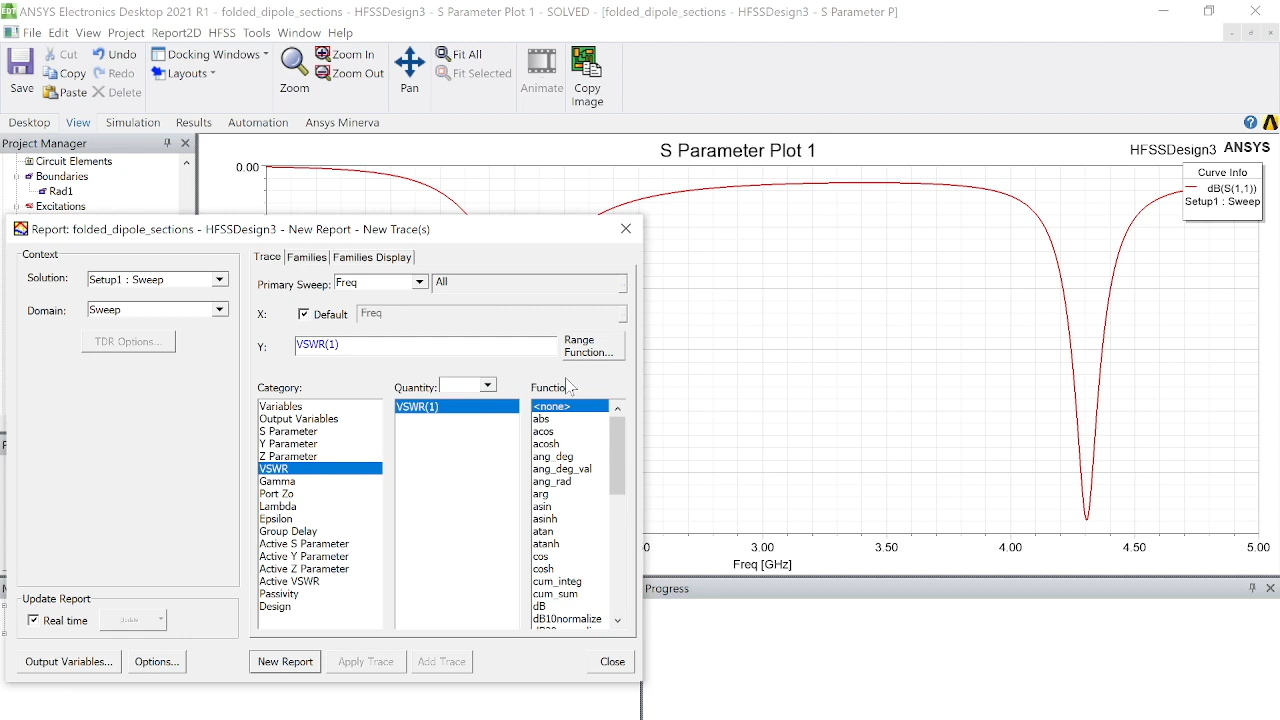 ANSYS Electronics Desktop 2021 R1 - folded_dipole_sections - HFSSDesign3 - S Parameter Plot 1 - SOLVED - [folded_dipole_sections - HFSSDesign3 - S Parameter P]
File Edit View Project Report2D HFSS Tools Window Help
Save
Cut
Copy
Paste
Undo
Redo
Delete
Docking Windows
Layouts
Zoom
Zoom In
Zoom Out
Pan
Fit All
Fit Selected
Animate
Copy Image
Desktop View Simulation Results Automation Ansys Minerva
Project Manager
Circuit Elements
Boundaries
Rad1
Excitations
S Parameter Plot 1
HFSSDesign3 ANSYS
Curve Info
dB(S(1,1))
Setup1 : Sweep
0.00
3.00 3.50 4.00 4.50 5.00
Freq [GHz]
Progress
Report: folded_dipole_sections - HFSSDesign3 - New Report - New Trace(s)
Context
Solution: Setup1 : Sweep
Domain: Sweep
TDR Options...
Update Report
Real time Update
Output Variables... Options...
Trace Families Families Display
Primary Sweep: Freq All
X: Default Freq
Y: VSWR(1)
Range Function...
Category:
Variables
Output Variables
S Parameter
Y Parameter
Z Parameter
VSWR
Gamma
Port Zo
Lambda
Epsilon
Group Delay
Active S Parameter
Active Y Parameter
Active Z Parameter
Active VSWR
Passivity
Design
Quantity:
VSWR(1)
Functio
<none>
abs
acos
acosh
ang_deg
ang_deg_val
ang_rad
arg
asin
asinh
atan
atanh
cos
cosh
cum_integ
cum_sum
dB
dB10normalize
New Report Apply Trace Add Trace Close